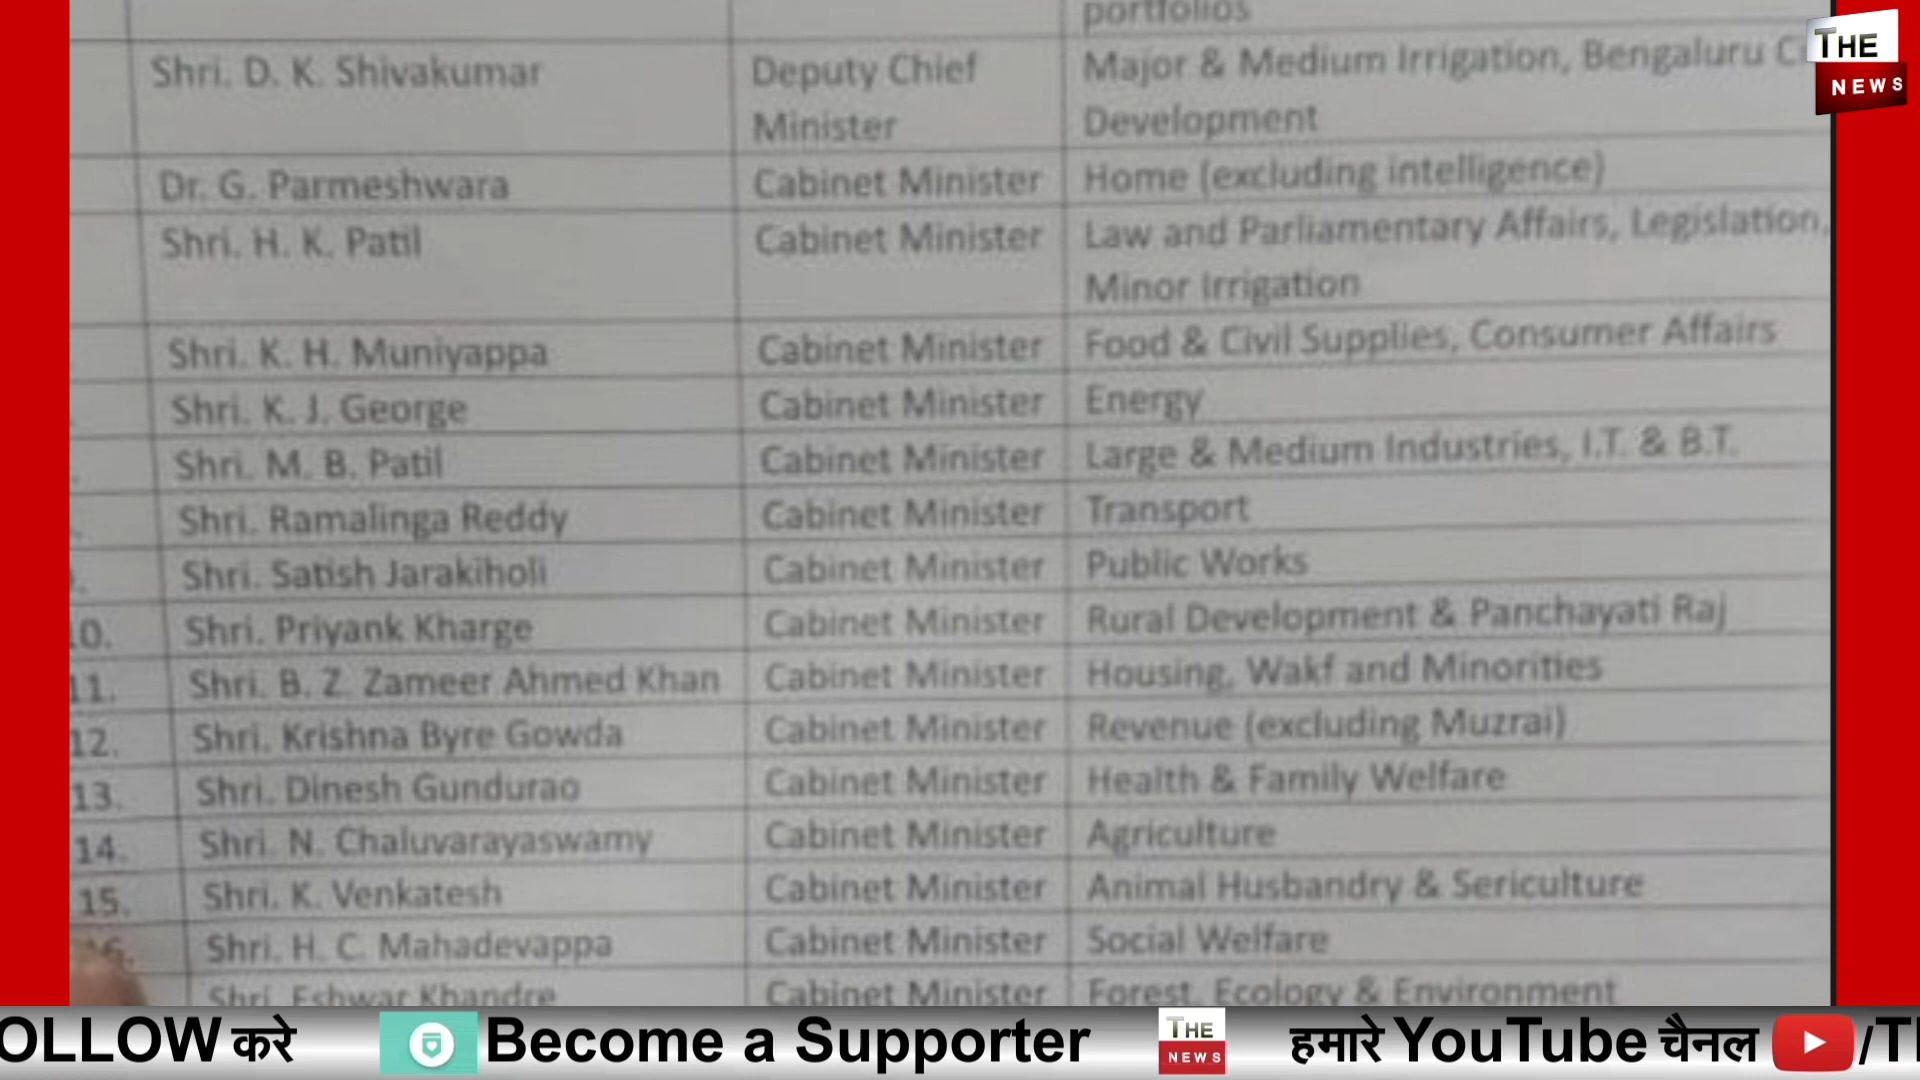 portfolios
Shri. D. K. Shivakumar Deputy Chief Major & Medium Irrigation, Bengaluru
Minister Development
Dr. G. Parmeshwara Cabinet Minister Home (excluding intelligence)
Shri. H. K. Patil Cabinet Minister Law and Parliamentary Affairs, Legislation,
Minor Irrigation
Shri. K. H. Muniyappa Cabinet Minister Food & Civil Supplies, Consumer Affairs
Shri. K. J. George Cabinet Minister Energy
Shri. M. B. Patil Cabinet Minister Large & Medium Industries, I.T. & B.T.
Shri. Ramalinga Reddy Cabinet Minister Transport
Shri. Satish Jarakiholi Cabinet Minister Public Works
0. Shri. Priyank Kharge Cabinet Minister Rural Development & Panchayati Raj
11. Shri. B. Z. Zameer Ahmed Khan Cabinet Minister Housing, Wakf and Minorities
12. Shri. Krishna Byre Gowda Cabinet Minister Revenue (excluding Muzrai)
13. Shri. Dinesh Gundurao Cabinet Minister Health & Family Welfare
14. Shri. N. Chaluvarayaswamy Cabinet Minister Agriculture
15. Shri. K. Venkatesh Cabinet Minister Animal Husbandry & Sericulture
6. Shri. H. C. Mahadevappa Cabinet Minister Social Welfare
Shri. Eshwar Khandre Cabinet Minister Forest, Ecology & Environment
THE
NEWS
OLLOW करे Become a Supporter THE NEWS हमारे YouTube चैनल /T